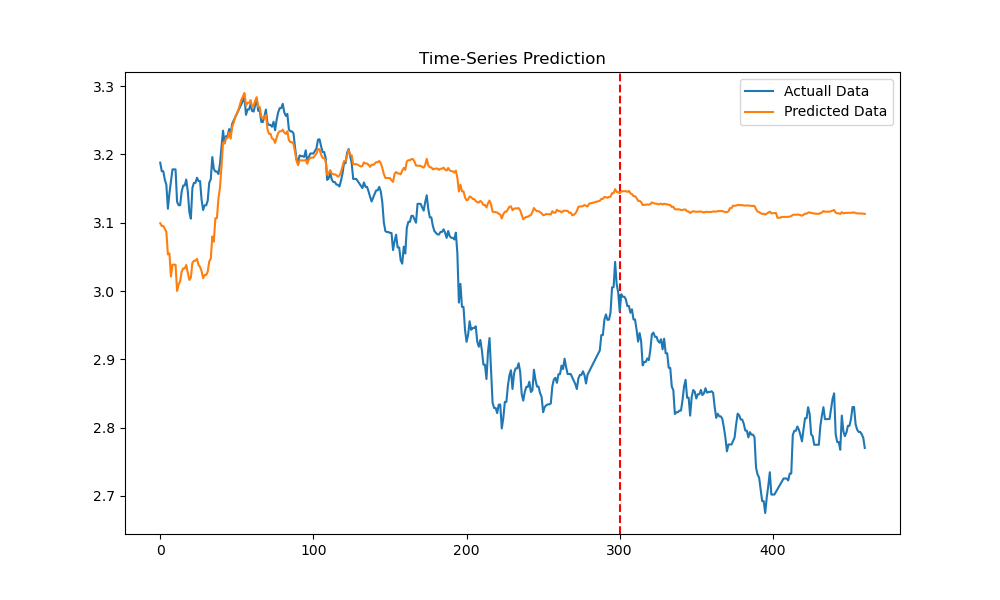 Time-Series Prediction
Actuall Data
Predicted Data
3.3
3.2
3.1
3.0
2.9
2.8
2.7
0 100 200 300 400